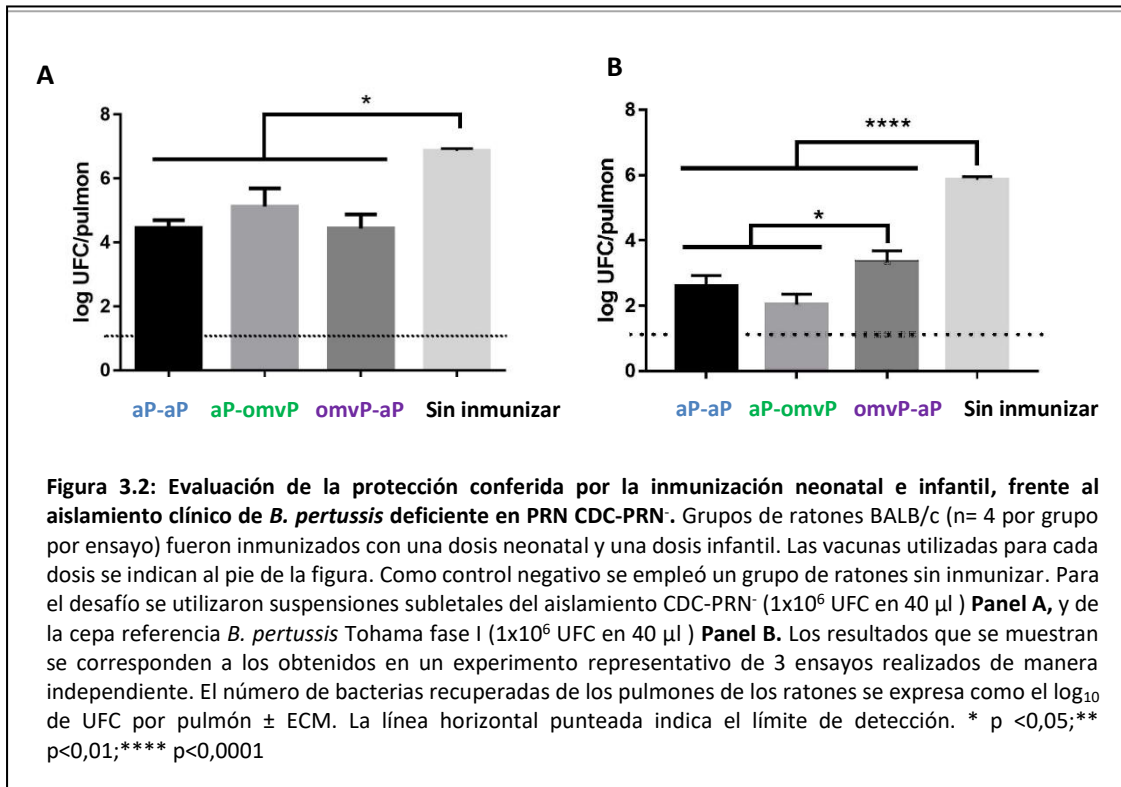 A
*
8
6
4
2
0
log UFC/pulmon
aP-aP aP-omvP omvP-aP Sin inmunizar
B
****
*
8
6
4
2
0
log UFC/pulmon
aP-aP aP-omvP omvP-aP Sin inmunizar
Figura 3.2: Evaluación de la protección conferida por la inmunización neonatal e infantil, frente al
aislamiento clínico de B. pertussis deficiente en PRN CDC-PRN⁻. Grupos de ratones BALB/c (n= 4 por grupo
por ensayo) fueron inmunizados con una dosis neonatal y una dosis infantil. Las vacunas utilizadas para cada
dosis se indican al pie de la figura. Como control negativo se empleó un grupo de ratones sin inmunizar. Para
el desafío se utilizaron suspensiones subletales del aislamiento CDC-PRN⁻ (1x10⁶ UFC en 40 µl ) Panel A, y de
la cepa referencia B. pertussis Tohama fase I (1x10⁶ UFC en 40 µl ) Panel B. Los resultados que se muestran
se corresponden a los obtenidos en un experimento representativo de 3 ensayos realizados de manera
independiente. El número de bacterias recuperadas de los pulmones de los ratones se expresa como el log₁₀
de UFC por pulmón ± ECM. La línea horizontal punteada indica el límite de detección. * p <0,05;**
p<0,01;**** p<0,0001